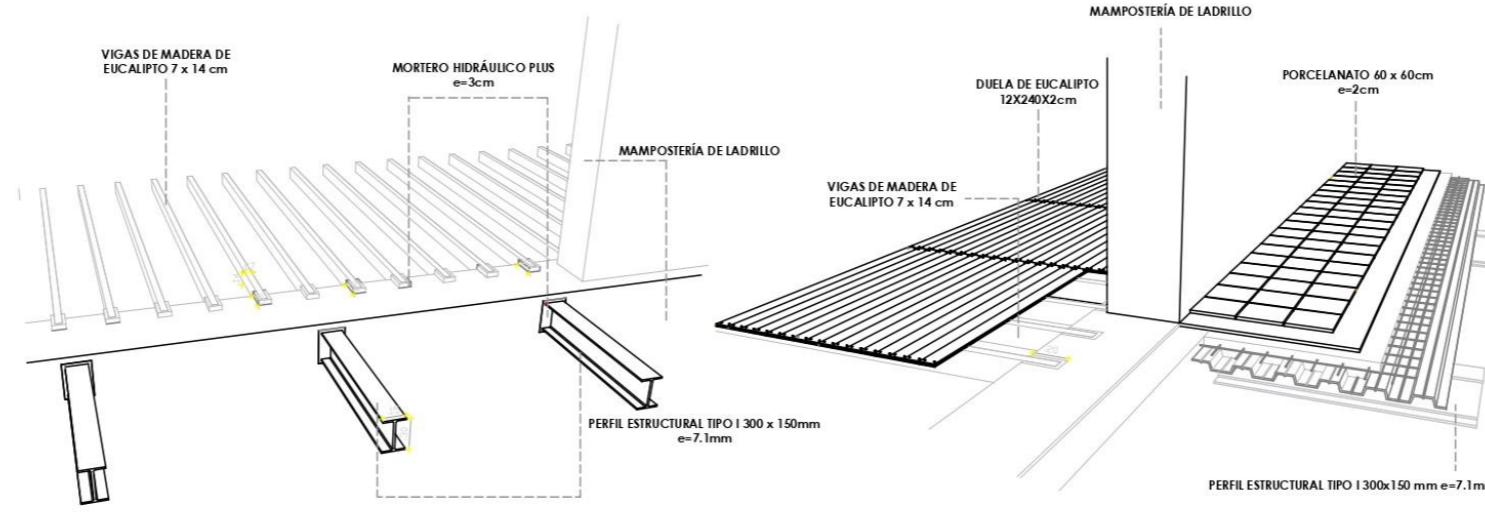 VIGAS DE MADERA DE
EUCALIPTO 7 x 14 cm
MORTERO HIDRÁULICO PLUS
e=3cm
MAMPOSTERÍA DE LADRILLO
PERFIL ESTRUCTURAL TIPO I 300 x 150mm
e=7.1mm
MAMPOSTERÍA DE LADRILLO
DUELA DE EUCALIPTO
12X240X2cm
PORCELANATO 60 x 60cm
e=2cm
VIGAS DE MADERA DE
EUCALIPTO 7 x 14 cm
20
PERFIL ESTRUCTURAL TIPO I 300x150 mm e=7.1m